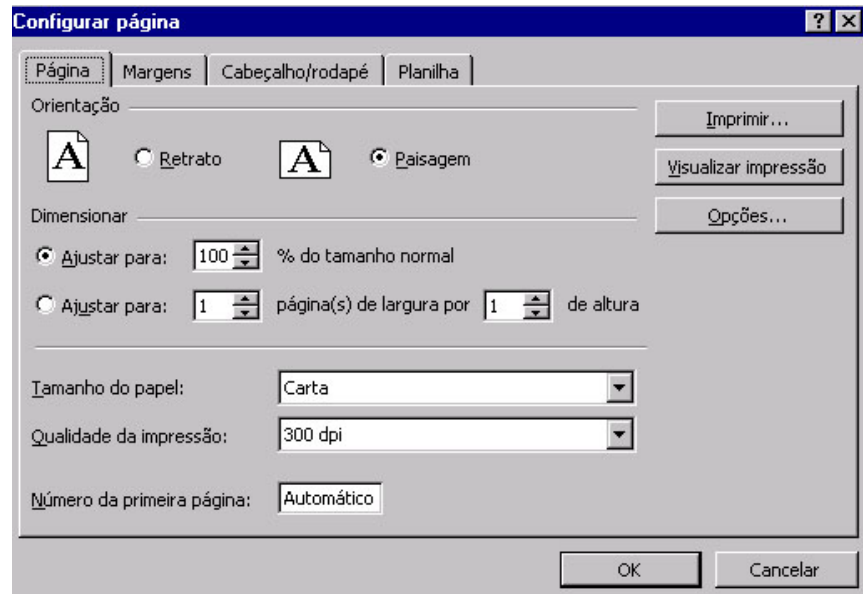 Configurar página
Página Margens Cabeçalho/rodapé Planilha
Orientação
A Retrato A Paisagem
Imprimir...
Visualizar impressão
Dimensionar
Opções...
Ajustar para: 100 % do tamanho normal
Ajustar para: 1 página(s) de largura por 1 de altura
Tamanho do papel: Carta
Qualidade da impressão: 300 dpi
Número da primeira página: Automático
OK Cancelar